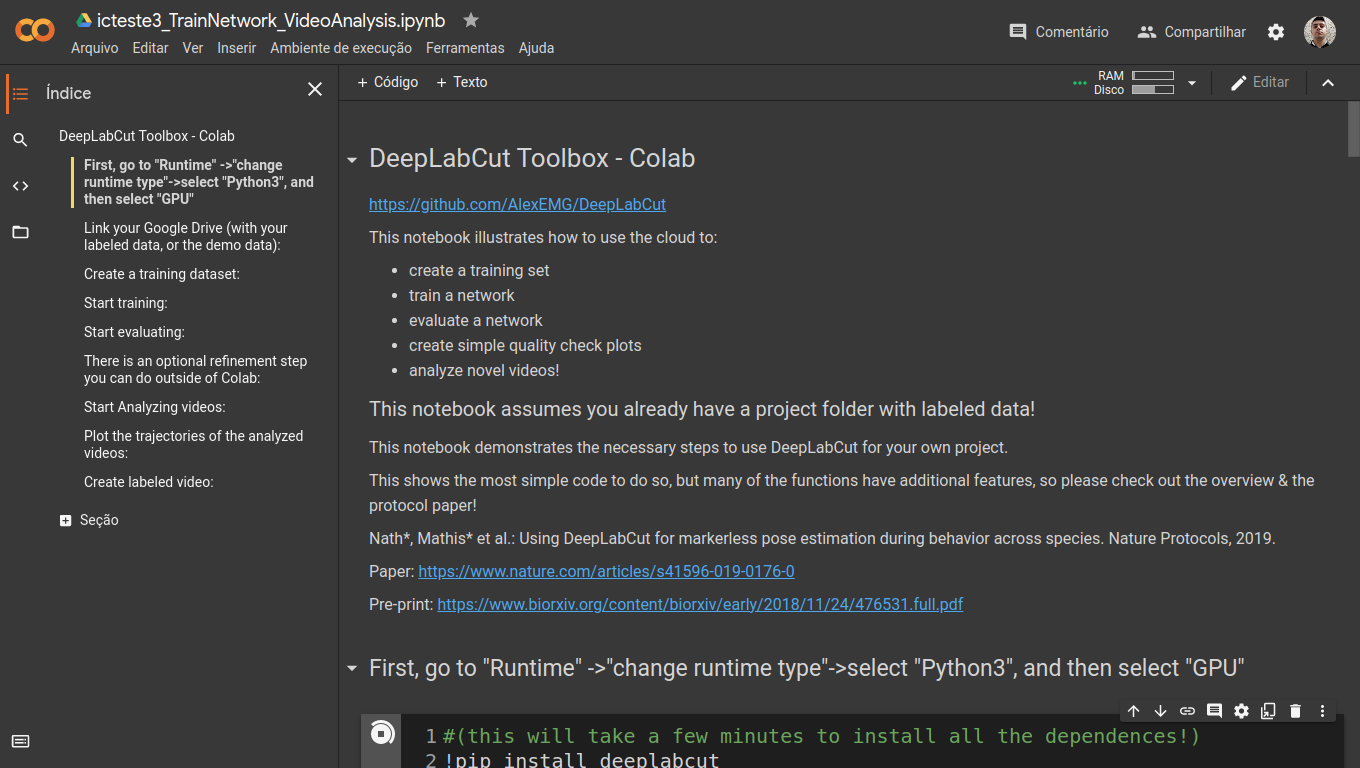 icteste3_TrainNetwork_VideoAnalysis.ipynb
Arquivo Editar Ver Inserir Ambiente de execução Ferramentas Ajuda
Comentário
Compartilhar
Índice
DeepLabCut Toolbox - Colab
First, go to "Runtime" ->"change
runtime type"->select "Python3", and
then select "GPU"
Link your Google Drive (with your
labeled data, or the demo data):
Create a training dataset:
Start training:
Start evaluating:
There is an optional refinement step
you can do outside of Colab:
Start Analyzing videos:
Plot the trajectories of the analyzed
videos:
Create labeled video:
Seção
+ Código + Texto
RAM
Disco
Editar
DeepLabCut Toolbox - Colab
https://github.com/AlexEMG/DeepLabCut
This notebook illustrates how to use the cloud to:
• create a training set
• train a network
• evaluate a network
• create simple quality check plots
• analyze novel videos!
This notebook assumes you already have a project folder with labeled data!
This notebook demonstrates the necessary steps to use DeepLabCut for your own project.
This shows the most simple code to do so, but many of the functions have additional features, so please check out the overview & the
protocol paper!
Nath*, Mathis* et al.: Using DeepLabCut for markerless pose estimation during behavior across species. Nature Protocols, 2019.
Paper: https://www.nature.com/articles/s41596-019-0176-0
Pre-print: https://www.biorxiv.org/content/biorxiv/early/2018/11/24/476531.full.pdf
First, go to "Runtime" ->"change runtime type"->select "Python3", and then select "GPU"
1 #(this will take a few minutes to install all the dependences!)
2 !pip install deeplabcut